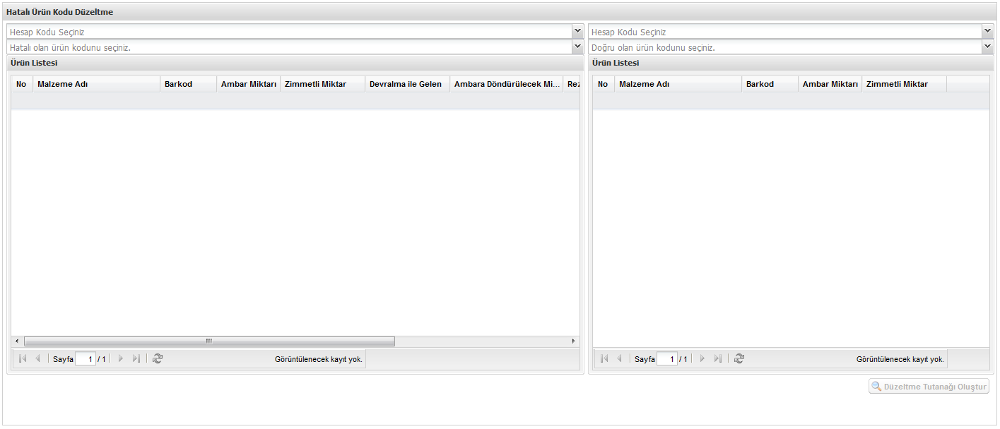 Hatalı Ürün Kodu Düzeltme
Hesap Kodu Seçiniz
Hatalı olan ürün kodunu seçiniz.
Ürün Listesi
No Malzeme Adı Barkod Ambar Miktarı Zimmetli Miktar Devralma ile Gelen Ambara Döndürülecek Mi... Rez
Sayfa 1 / 1 Görüntülenecek kayıt yok.
Hesap Kodu Seçiniz
Doğru olan ürün kodunu seçiniz.
Ürün Listesi
No Malzeme Adı Barkod Ambar Miktarı Zimmetli Miktar
Sayfa 1 / 1 Görüntülenecek kayıt yok.
Düzeltme Tutanağı Oluştur